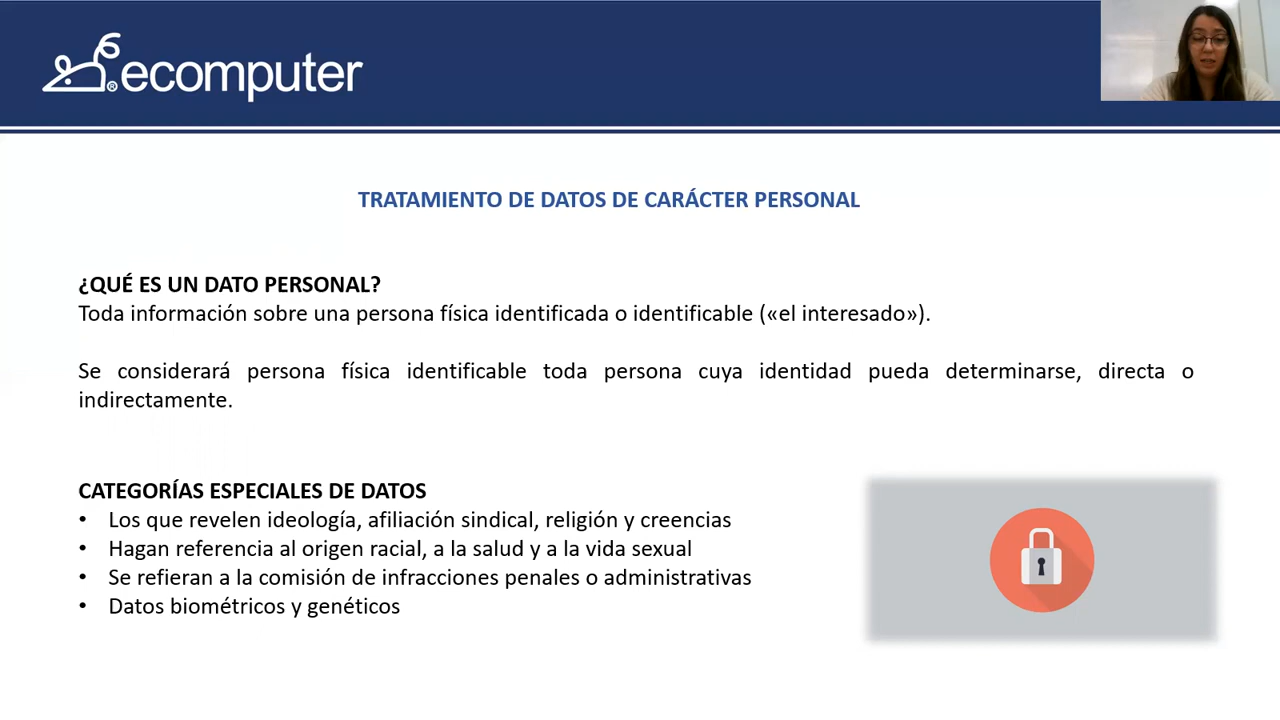 ecomputer
TRATAMIENTO DE DATOS DE CARÁCTER PERSONAL
¿QUÉ ES UN DATO PERSONAL?
Toda información sobre una persona física identificada o identificable («el interesado»).
Se considerará persona física identificable toda persona cuya identidad pueda determinarse, directa o
indirectamente.
CATEGORÍAS ESPECIALES DE DATOS
• Los que revelen ideología, afiliación sindical, religión y creencias
• Hagan referencia al origen racial, a la salud y a la vida sexual
• Se refieran a la comisión de infracciones penales o administrativas
• Datos biométricos y genéticos